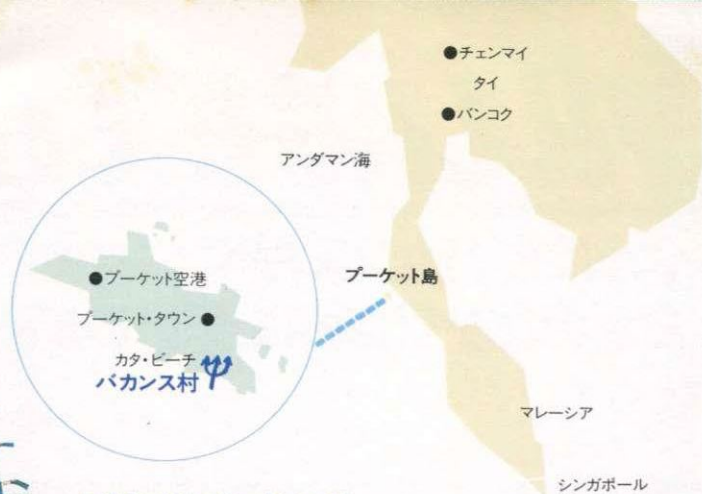 ●チェンマイ
タイ
●バンコク
アンダマン海
プーケット島
●プーケット空港
プーケット・タウン●
カタ・ビーチ
バカンス村
マレーシア
シンガポール